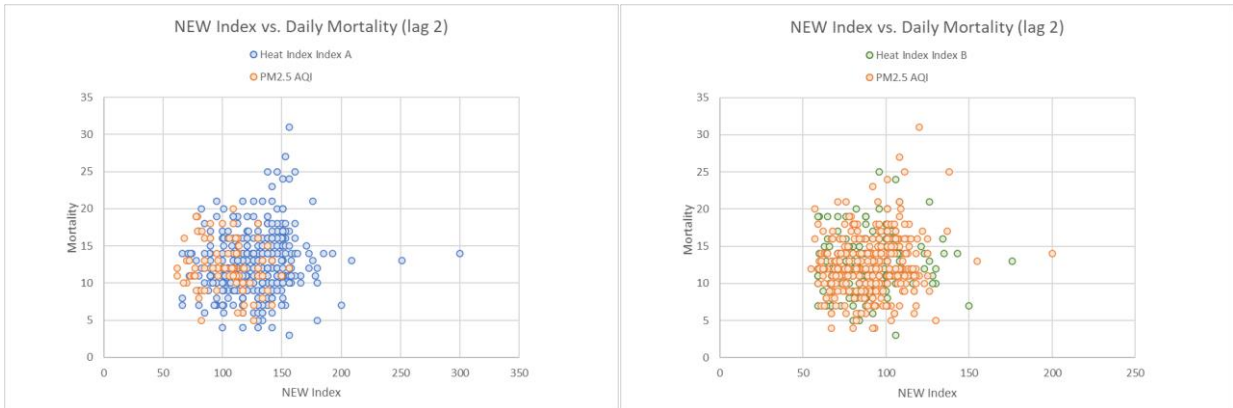 NEW Index vs. Daily Mortality (lag 2)
Heat Index Index A
PM2.5 AQI
35
30
25
20
15
10
5
0
Mortality
0 50 100 150 200 250 300 350
NEW Index
NEW Index vs. Daily Mortality (lag 2)
Heat Index Index B
PM2.5 AQI
35
30
25
20
15
10
5
0
Mortality
0 50 100 150 200 250
NEW Index